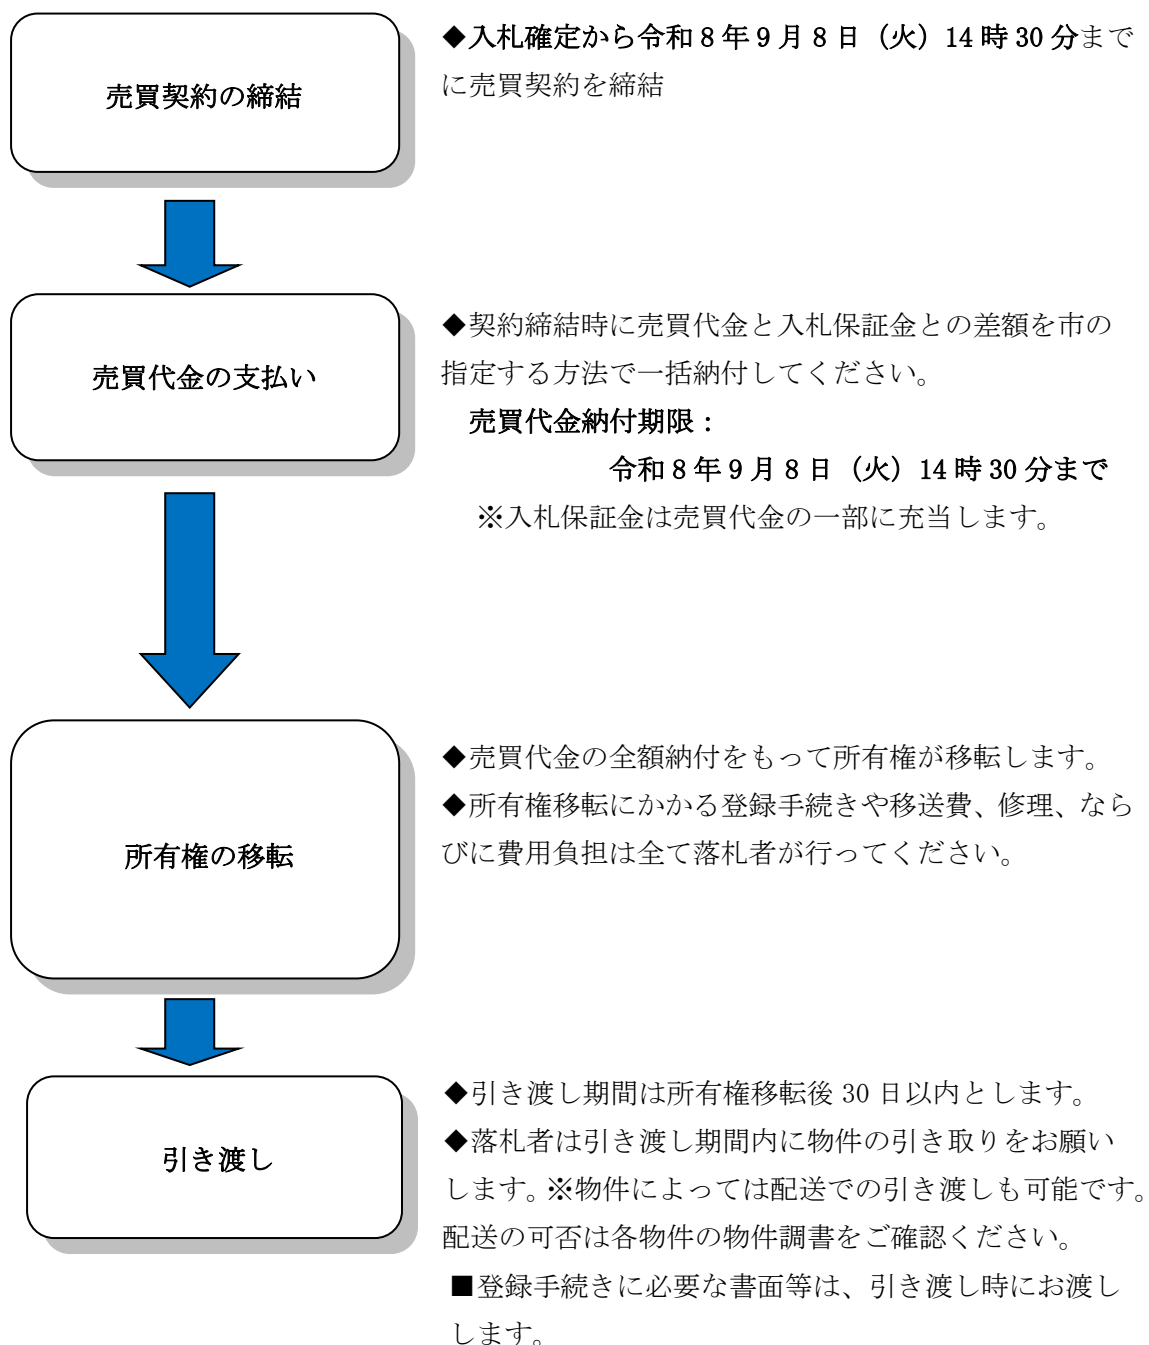 売買契約の締結
◆入札確定から令和8年9月8日（火）14時30分まで
に売買契約を締結
売買代金の支払い
◆契約締結時に売買代金と入札保証金との差額を市の
指定する方法で一括納付してください。
売買代金納付期限：
令和8年9月8日（火）14時30分まで
※入札保証金は売買代金の一部に充当します。
所有権の移転
◆売買代金の全額納付をもって所有権が移転します。
◆所有権移転にかかる登録手続きや移送費、修理、なら
びに費用負担は全て落札者が行ってください。
引き渡し
◆引き渡し期間は所有権移転後30日以内とします。
◆落札者は引き渡し期間内に物件の引き取りをお願い
します。※物件によっては配送での引き渡しも可能です。
配送の可否は各物件の物件調書をご確認ください。
■登録手続きに必要な書面等は、引き渡し時にお渡し
します。